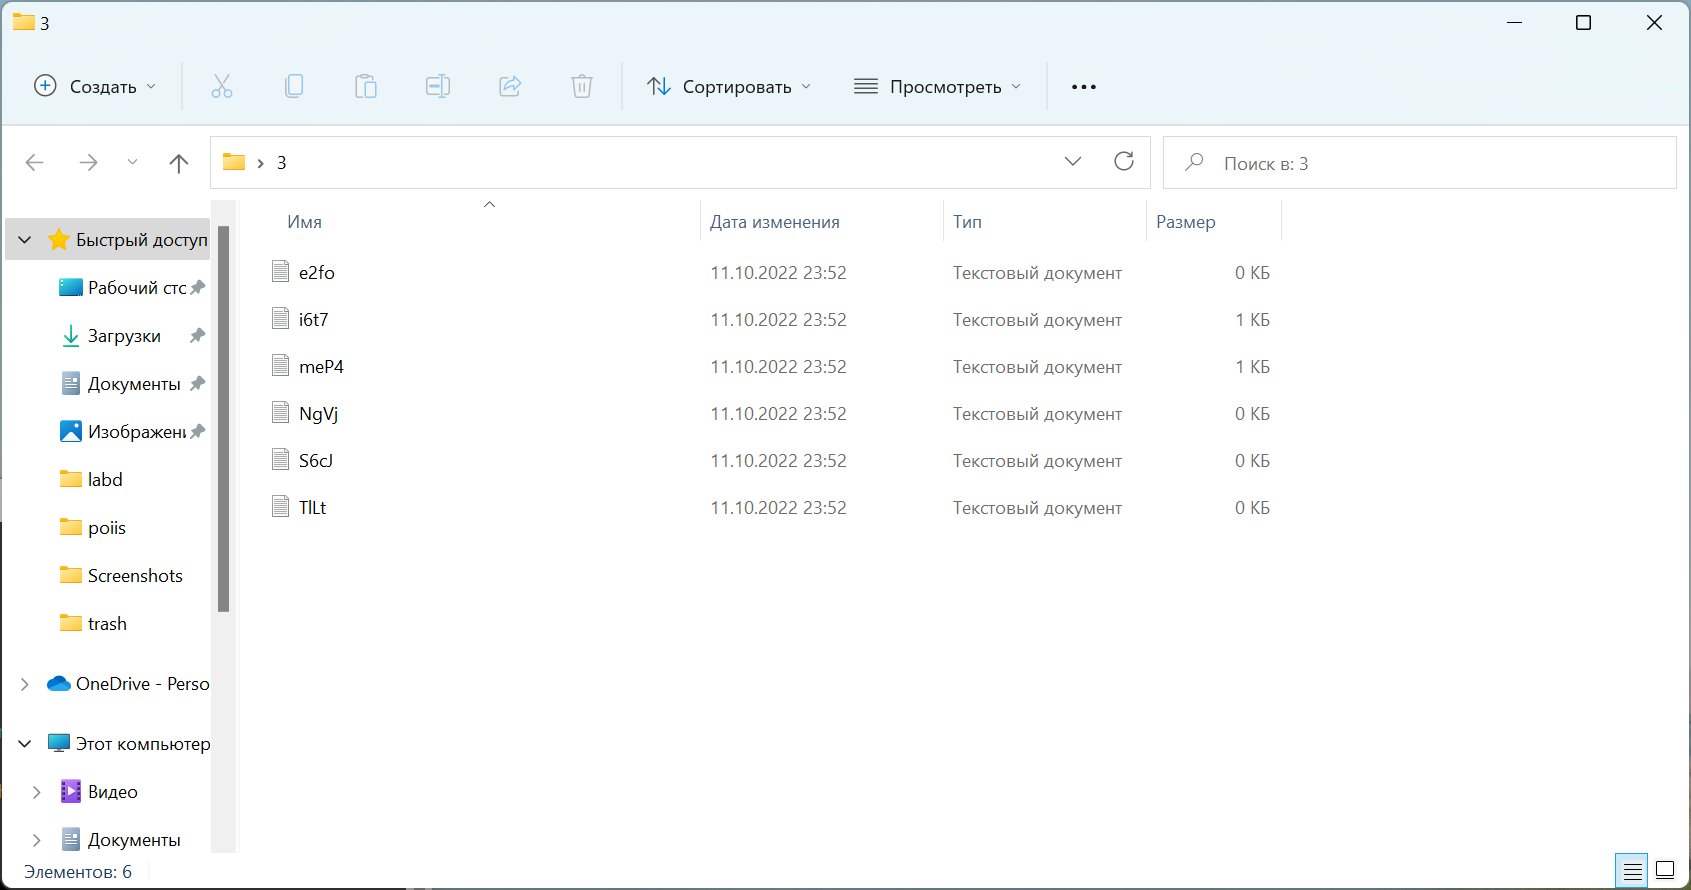 3
Создать
Сортировать
Просмотреть
3
Поиск в: 3
Быстрый доступ
Рабочий стс
Загрузки
Документы
Изображени
labd
poiis
Screenshots
trash
OneDrive - Perso
Этот компьютер
Видео
Документы
Имя Дата изменения Тип Размер
e2fo 11.10.2022 23:52 Текстовый документ 0 КБ
i6t7 11.10.2022 23:52 Текстовый документ 1 КБ
meP4 11.10.2022 23:52 Текстовый документ 1 КБ
NgVj 11.10.2022 23:52 Текстовый документ 0 КБ
S6cJ 11.10.2022 23:52 Текстовый документ 0 КБ
TlLt 11.10.2022 23:52 Текстовый документ 0 КБ
Элементов: 6